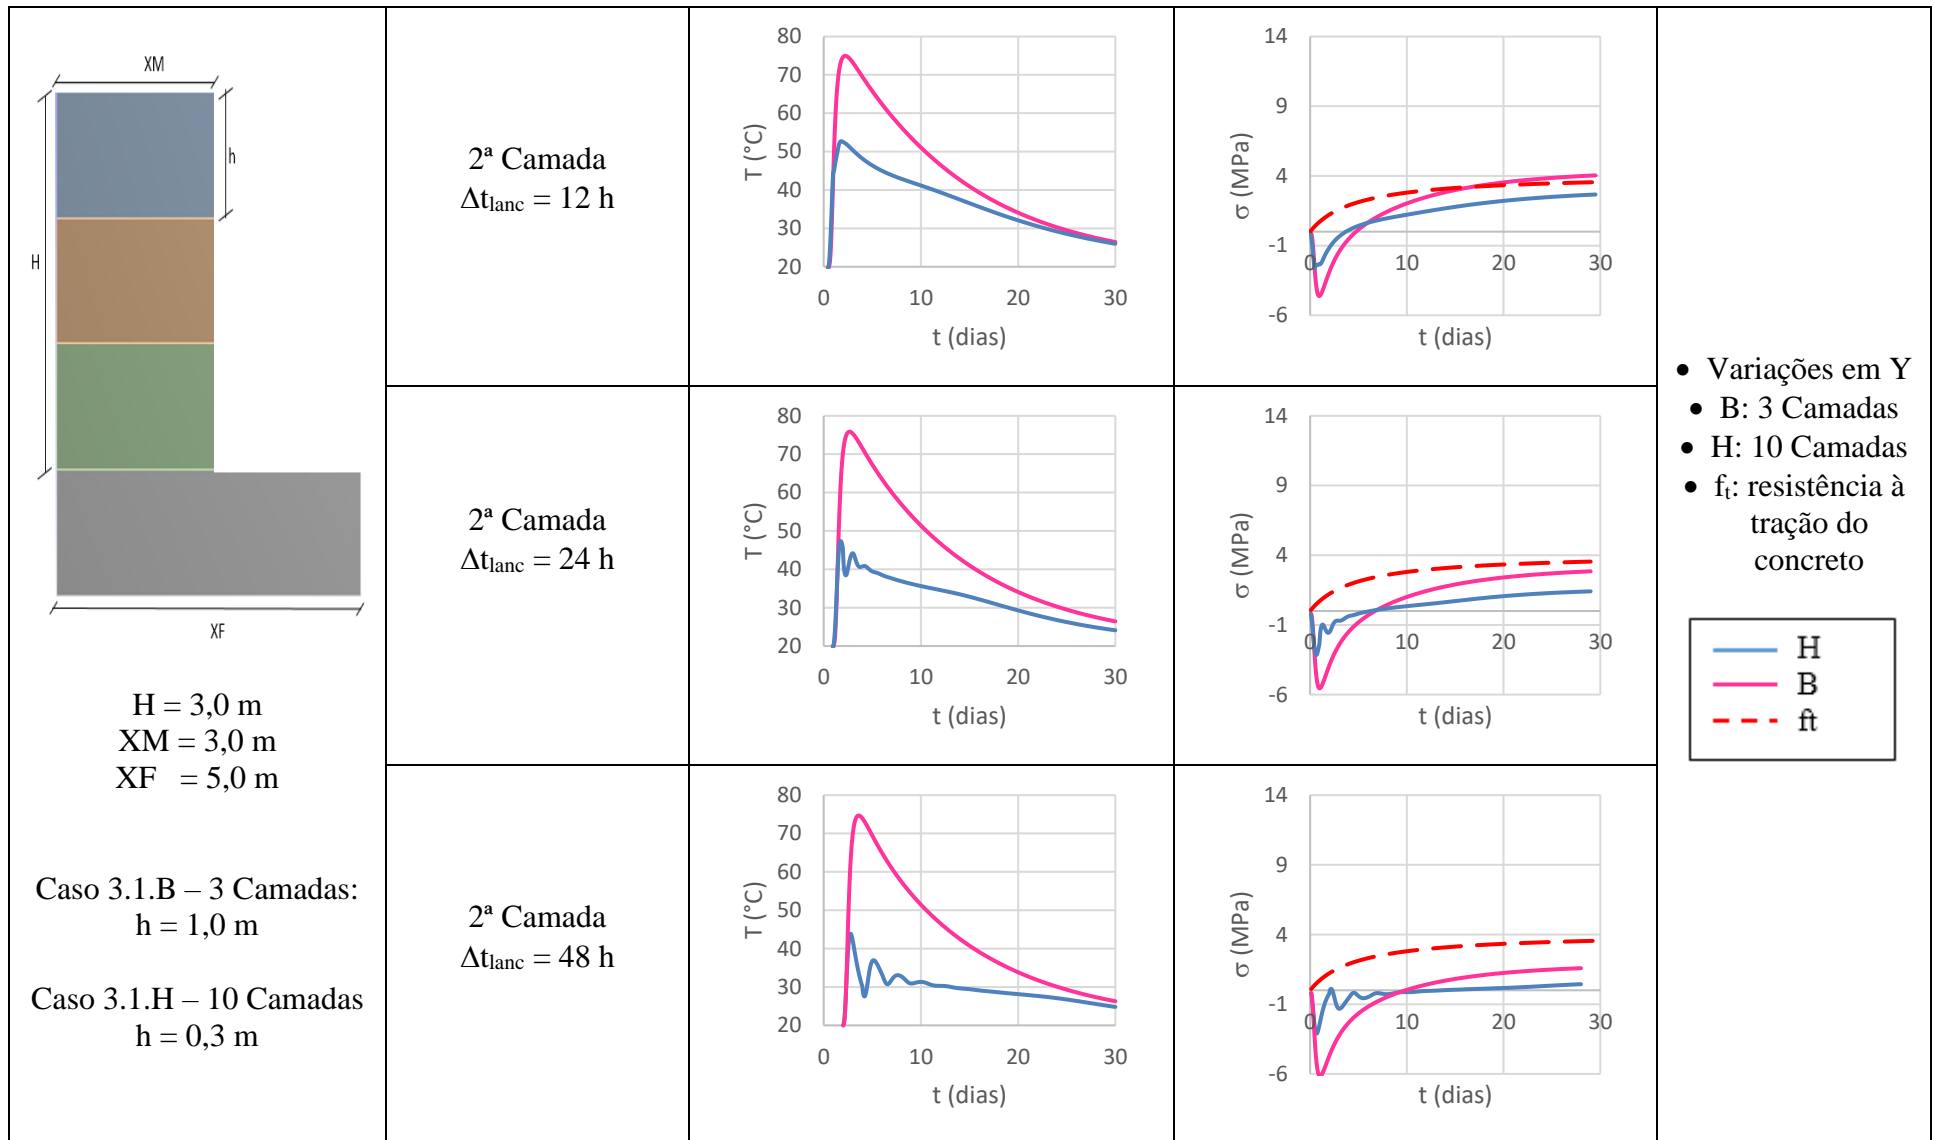 XM
H
h
XF
H = 3,0 m
XM = 3,0 m
XF = 5,0 m
Caso 3.1.B – 3 Camadas:
h = 1,0 m
Caso 3.1.H – 10 Camadas
h = 0,3 m
2ª Camada
Δtlanc = 12 h
T (°C)
80
70
60
50
40
30
20
0 10 20 30
t (dias)
σ (MPa)
14
9
4
-1
-6
0 10 20 30
t (dias)
2ª Camada
Δtlanc = 24 h
T (°C)
80
70
60
50
40
30
20
0 10 20 30
t (dias)
σ (MPa)
14
9
4
-1
-6
0 10 20 30
t (dias)
2ª Camada
Δtlanc = 48 h
T (°C)
80
70
60
50
40
30
20
0 10 20 30
t (dias)
σ (MPa)
14
9
4
-1
-6
0 10 20 30
t (dias)
• Variações em Y
• B: 3 Camadas
• H: 10 Camadas
• ft: resistência à
tração do
concreto
H
B
ft